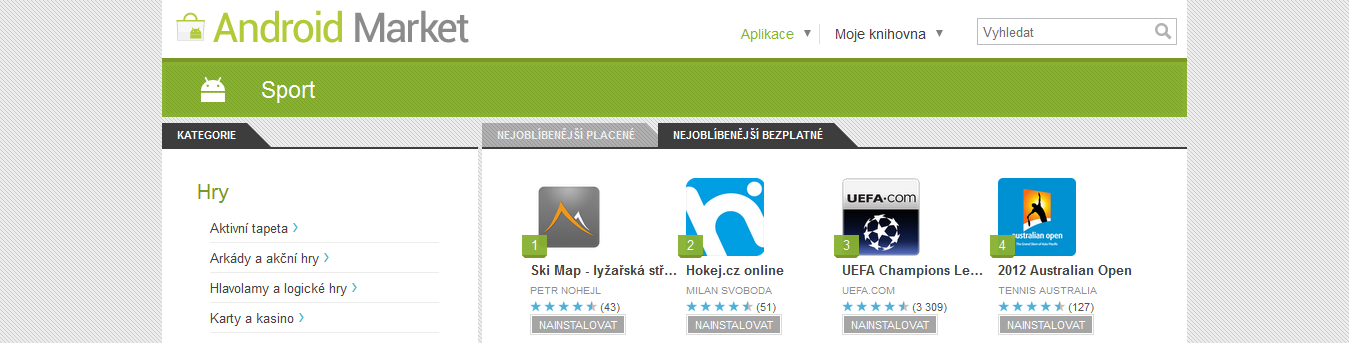 Android Market
Aplikace
Moje knihovna
Vyhledat
Sport
KATEGORIE
NEJOBLÍBENĚJŠÍ PLACENÉ
NEJOBLÍBENĚJŠÍ BEZPLATNÉ
Hry
Aktivní tapeta
Arkády a akční hry
Hlavolamy a logické hry
Karty a kasino
1
Ski Map - lyžařská stř…
PETR NOHEJL
(43)
NAINSTALOVAT
2
Hokej.cz online
MILAN SVOBODA
(51)
NAINSTALOVAT
UEFA.COM
3
UEFA Champions Le…
UEFA.COM
(3 309)
NAINSTALOVAT
australian open
4
2012 Australian Open
TENNIS AUSTRALIA
(127)
NAINSTALOVAT